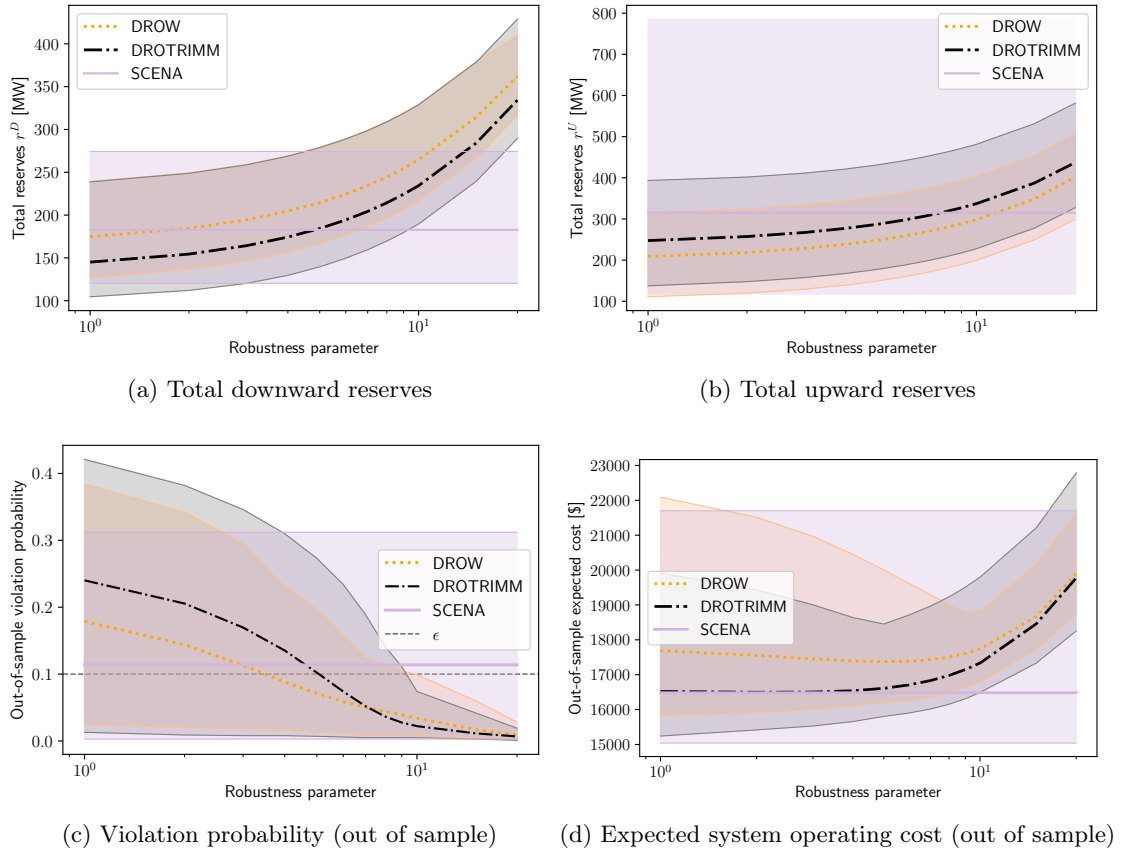 DROW
DROTRIMM
SCENA
400
350
300
250
200
150
100
Total reserves r^D [MW]
10^0
10^1
Robustness parameter
(a) Total downward reserves
DROW
DROTRIMM
SCENA
800
700
600
500
400
300
200
100
Total reserves r^U [MW]
10^0
10^1
Robustness parameter
(b) Total upward reserves
0.4
0.3
0.2
0.1
0.0
Out-of-sample violation probability
DROW
DROTRIMM
SCENA
ϵ
10^0
10^1
Robustness parameter
(c) Violation probability (out of sample)
23000
22000
21000
20000
19000
18000
17000
16000
15000
Out-of-sample expected cost [$]
DROW
DROTRIMM
SCENA
10^0
10^1
Robustness parameter
(d) Expected system operating cost (out of sample)